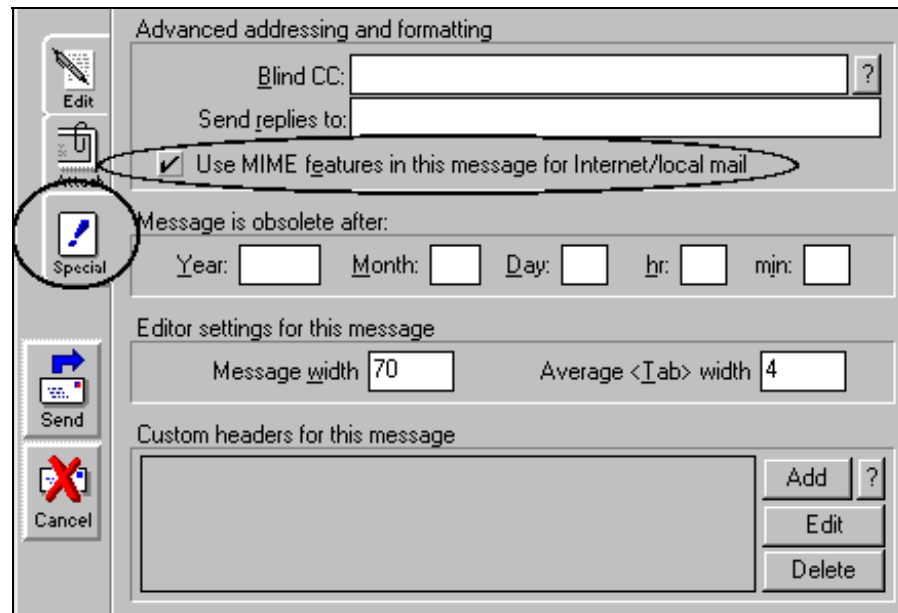 Advanced addressing and formatting
Blind CC: ?
Edit
Send replies to:
Attach
✔ Use MIME features in this message for Internet/local mail
Special
Message is obsolete after:
Year: Month: Day: hr: min:
Editor settings for this message
Message width 70 Average <Tab> width 4
Send
Custom headers for this message
Add ?
Cancel
Edit
Delete